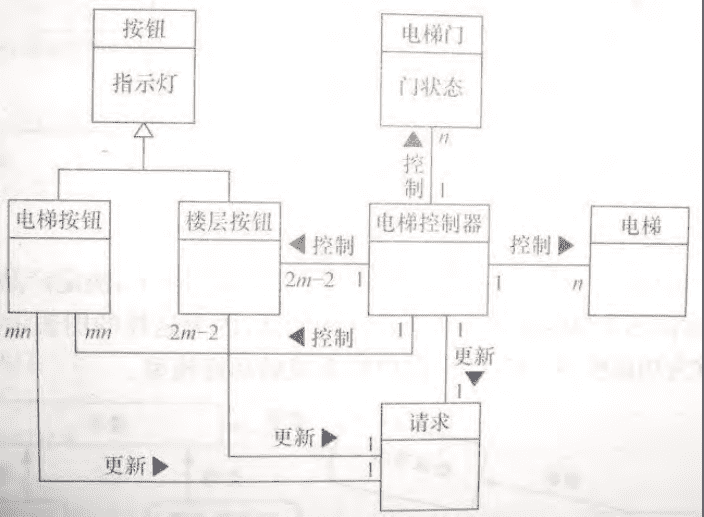 按钮
指示灯
电梯门
门状态
n
控制
1
电梯按钮
楼层按钮
电梯控制器
电梯
控制
2m-2
1
控制
1
n
mn
mn
2m-2
控制
1
1
更新
1
请求
更新
1
更新
1